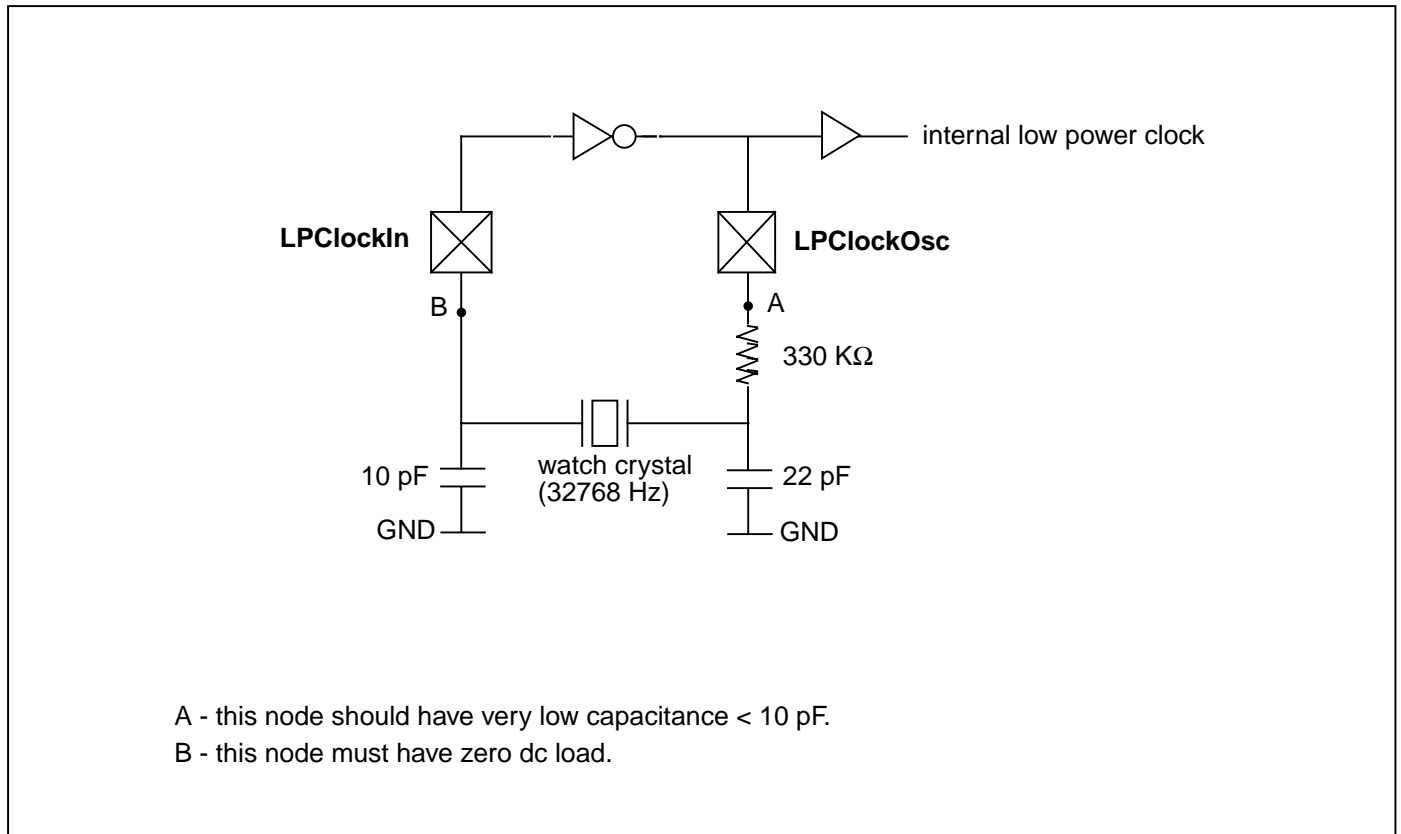 internal low power clock
LPClockIn
LPClockOsc
B
A
330 KΩ
10 pF
watch crystal
(32768 Hz)
22 pF
GND
GND
A - this node should have very low capacitance < 10 pF.
B - this node must have zero dc load.